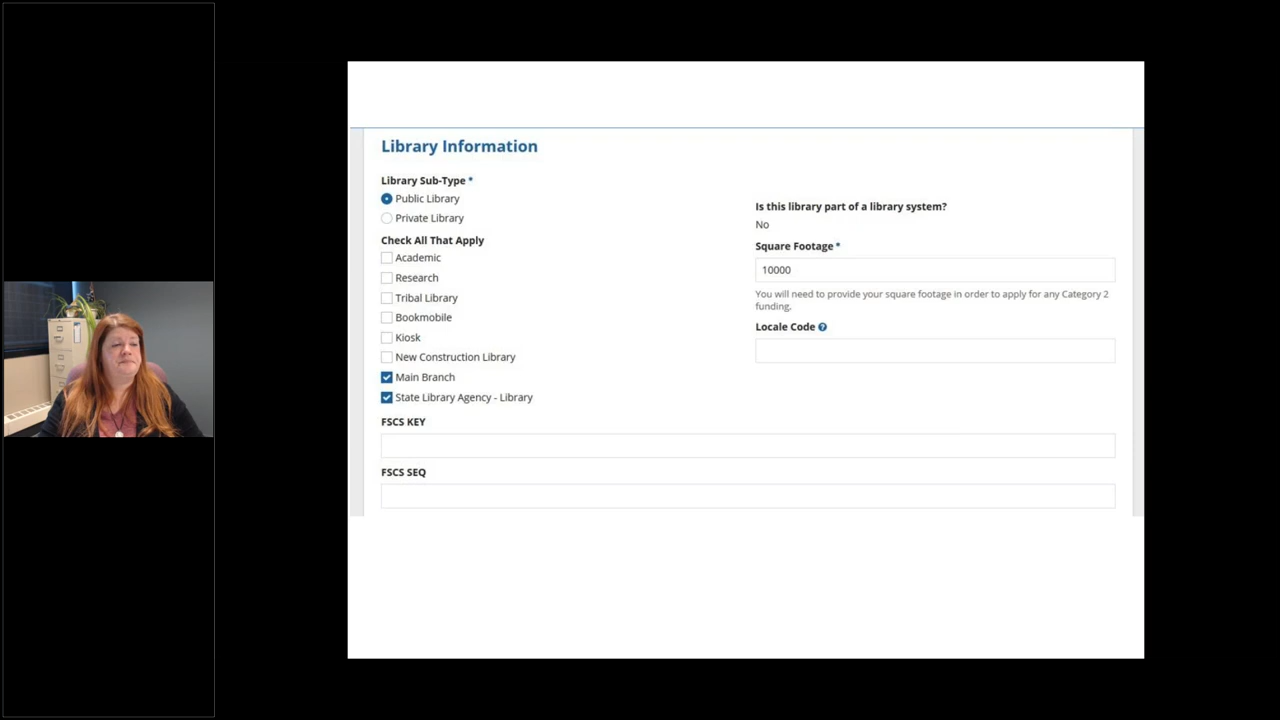 Library Information
Library Sub-Type *
Public Library
Private Library
Check All That Apply
Academic
Research
Tribal Library
Bookmobile
Kiosk
New Construction Library
Main Branch
State Library Agency - Library
Is this library part of a library system?
No
Square Footage *
10000
You will need to provide your square footage in order to apply for any Category 2
funding.
Locale Code ?
FSCS KEY
FSCS SEQ